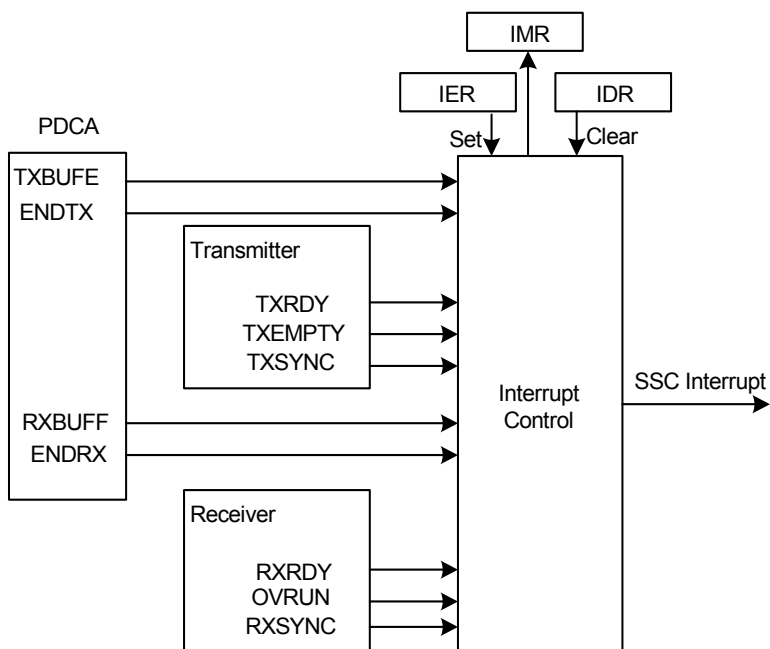 IMR
IER
IDR
PDCA
Set
Clear
TXBUFE
ENDTX
Transmitter
TXRDY
TXEMPTY
TXSYNC
SSC Interrupt
Interrupt
Control
RXBUFF
ENDRX
Receiver
RXRDY
OVRUN
RXSYNC